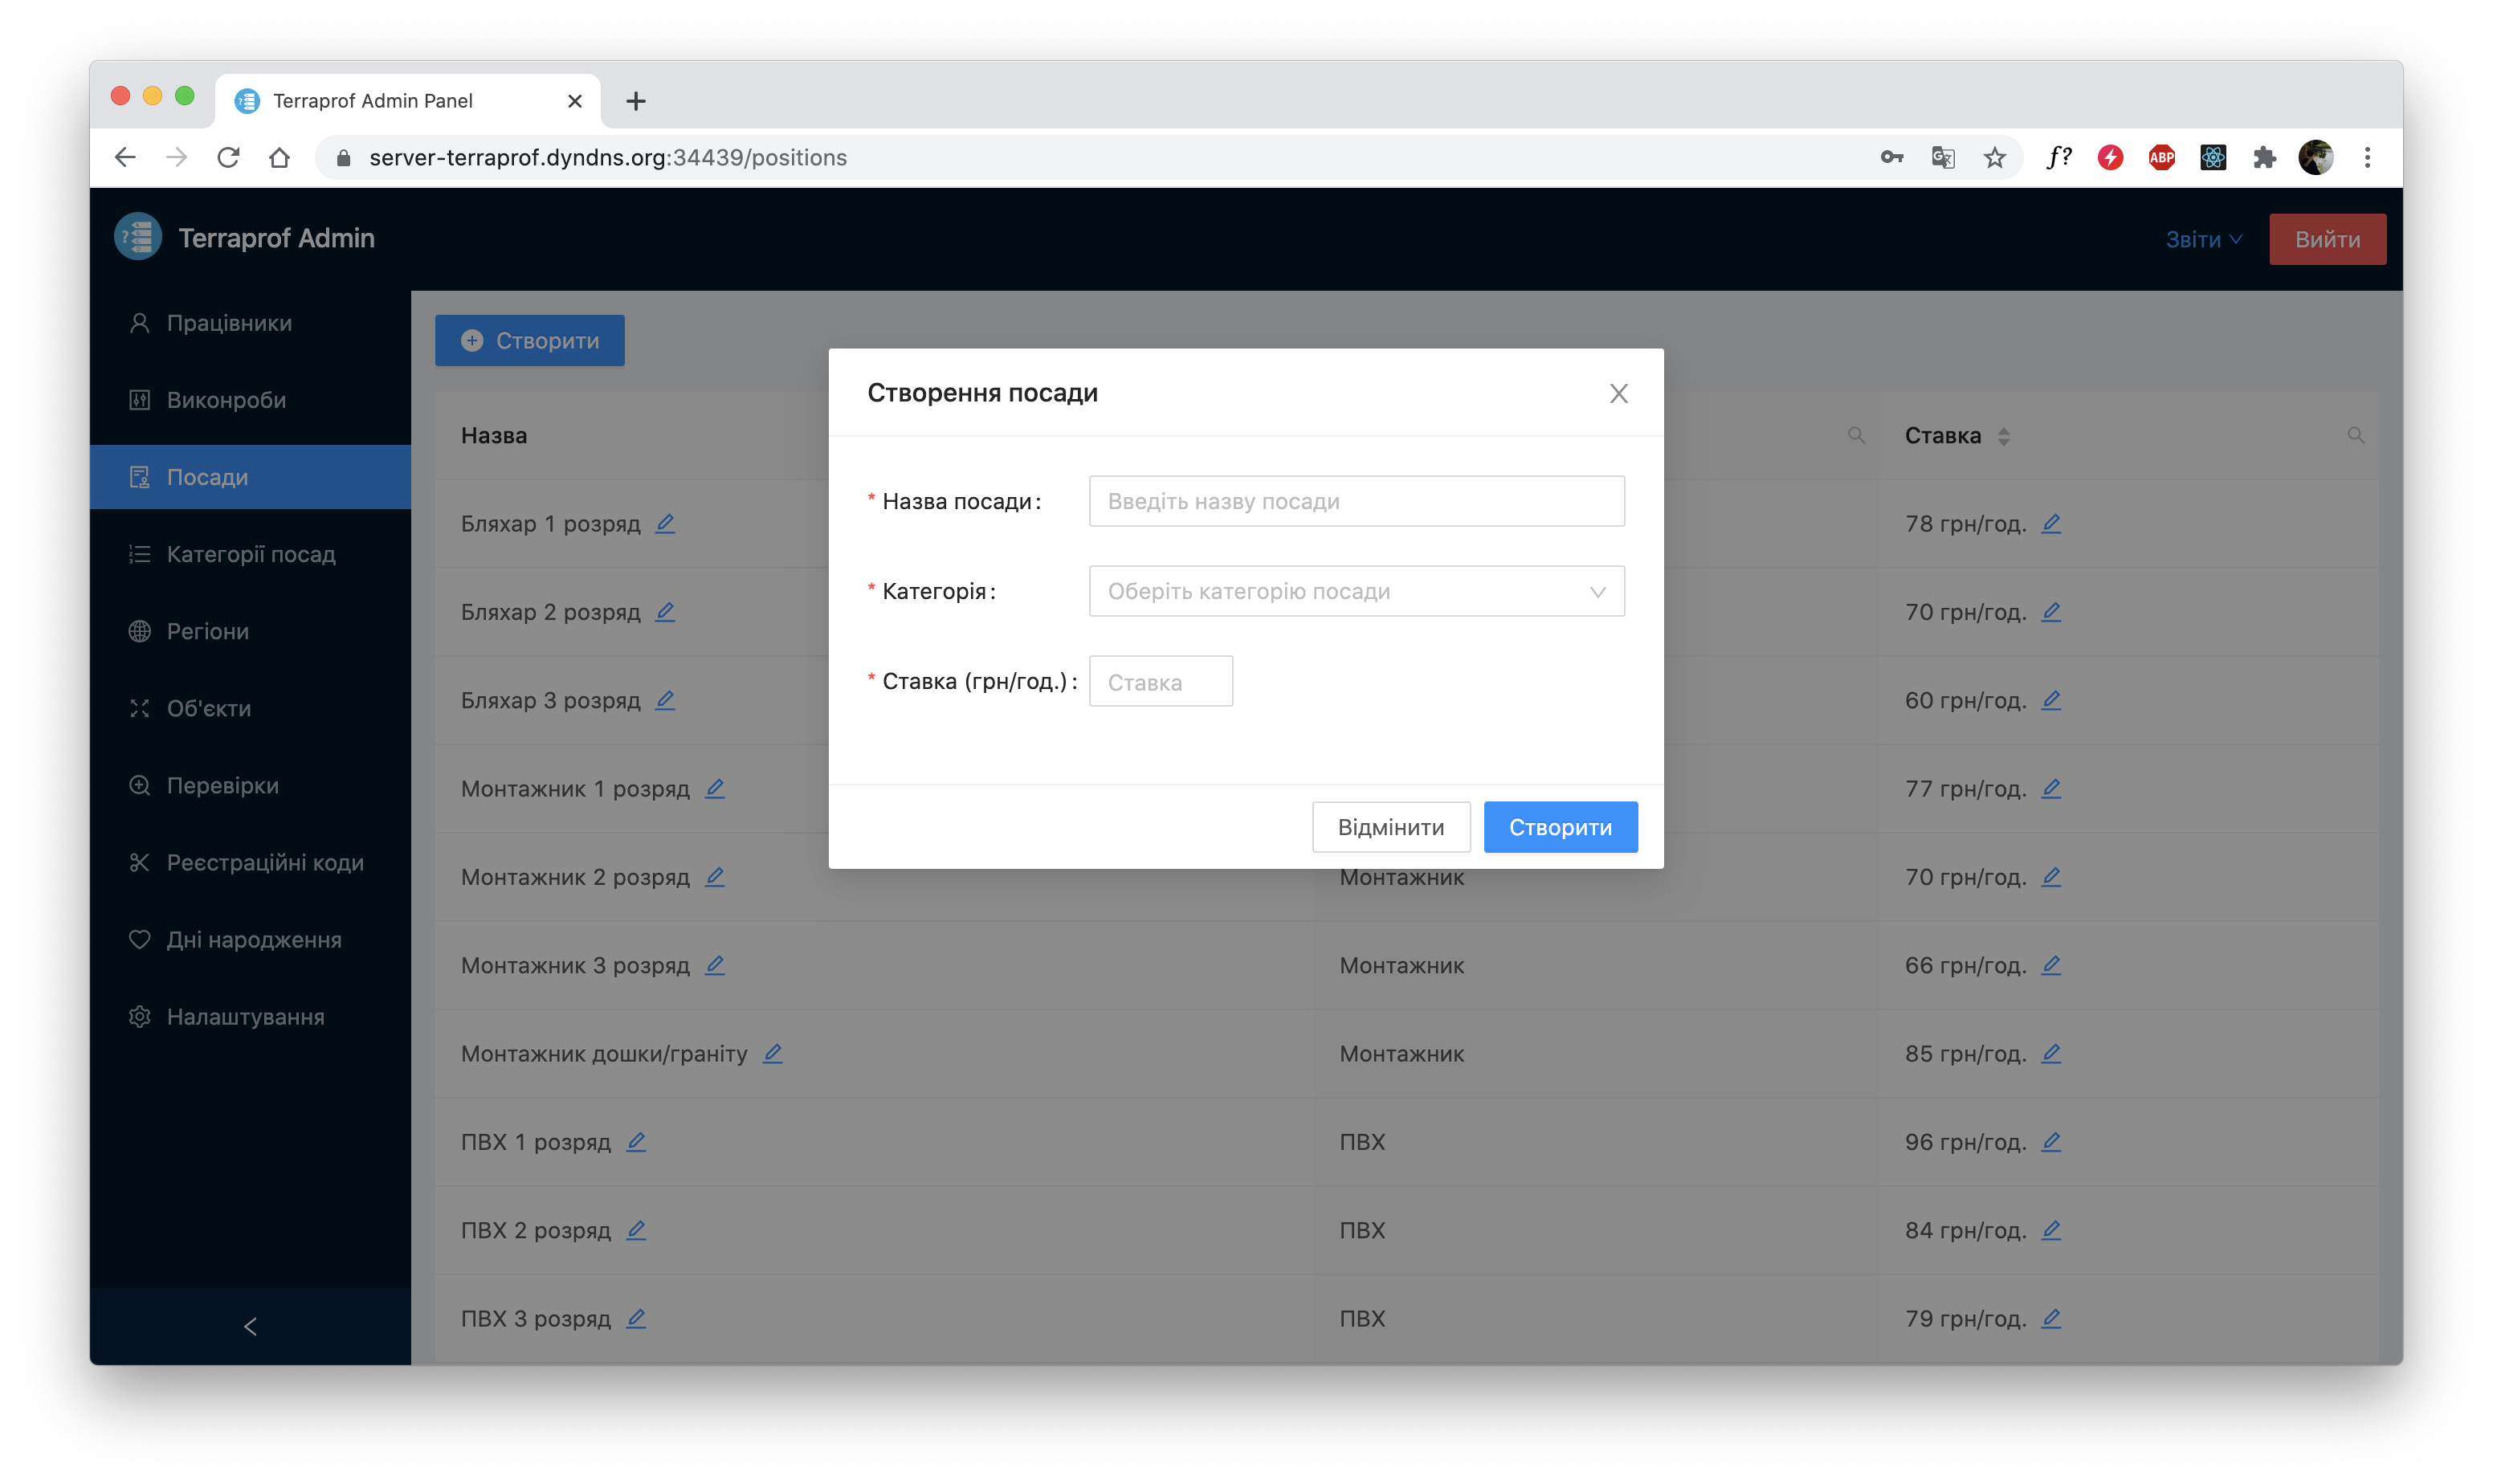 Terraprof Admin Panel
server-terraprof.dyndns.org:34439/positions
f?
ABP
Terraprof Admin
Звіти
Вийти
Працівники
Виконроби
Посади
Категорії посад
Регіони
Об'єкти
Перевірки
Реєстраційні коди
Дні народження
Налаштування
Створити
Назва
Ставка
Бляхар 1 розряд
78 грн/год.
Бляхар 2 розряд
70 грн/год.
Бляхар 3 розряд
60 грн/год.
Монтажник 1 розряд
77 грн/год.
Монтажник 2 розряд
Монтажник
70 грн/год.
Монтажник 3 розряд
Монтажник
66 грн/год.
Монтажник дошки/граніту
Монтажник
85 грн/год.
ПВХ 1 розряд
ПВХ
96 грн/год.
ПВХ 2 розряд
ПВХ
84 грн/год.
ПВХ 3 розряд
ПВХ
79 грн/год.
Створення посади
* Назва посади:
Введіть назву посади
* Категорія:
Оберіть категорію посади
* Ставка (грн/год.):
Ставка
Відмінити
Створити